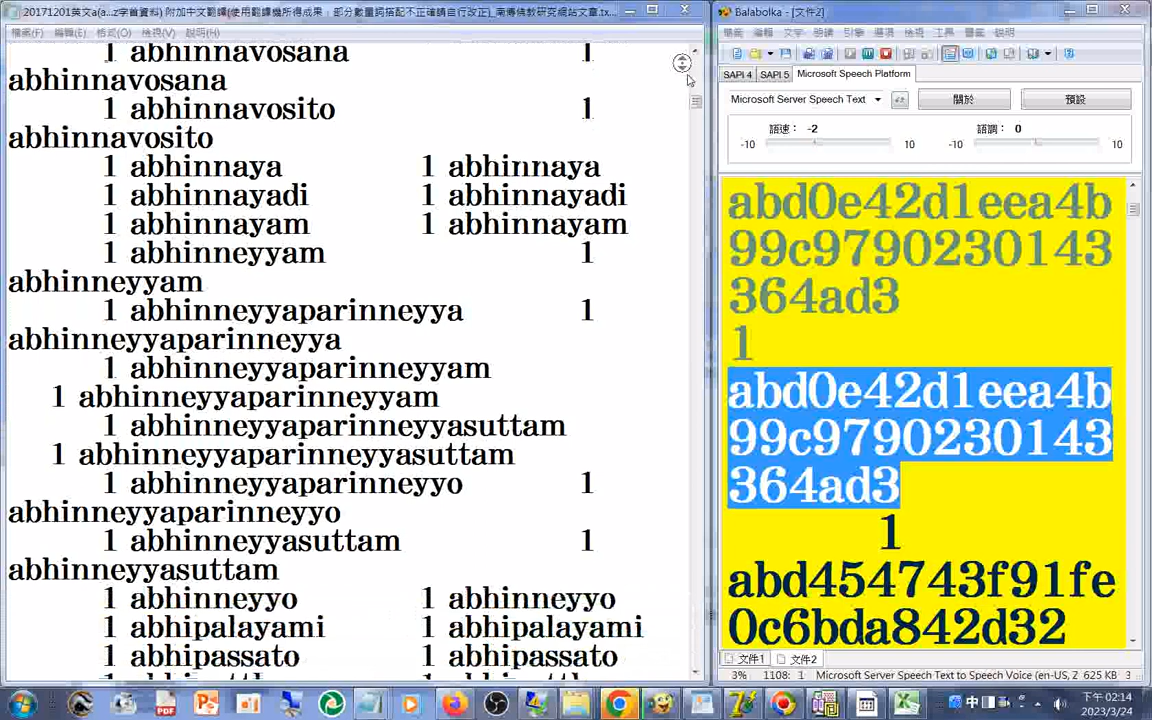 20171201英文a(a...z字首資料) 附加中文翻譯(使用翻譯機所得成果﹔部分數量詞搭配不正確請自行改正)_南傳佛教研究網站文章.tx...
檔案(F) 編輯(E) 格式(O) 檢視(V) 說明(H)
1 abhinnavosana 1
abhinnavosana
1 abhinnavosito 1
abhinnavosito
1 abhinnaya 1 abhinnaya
1 abhinnayadi 1 abhinnayadi
1 abhinnayam 1 abhinnayam
1 abhinneyyam 1
abhinneyyam
1 abhinneyyaparinneyya 1
abhinneyyaparinneyya
1 abhinneyyaparinneyyam
1 abhinneyyaparinneyyam
1 abhinneyyaparinneyyasuttam
1 abhinneyyaparinneyyasuttam
1 abhinneyyaparinneyyo 1
abhinneyyaparinneyyo
1 abhinneyyasuttam 1
abhinneyyasuttam
1 abhinneyyo 1 abhinneyyo
1 abhipalayami 1 abhipalayami
1 abhipassato 1 abhipassato
Balabolka - [文件2]
檔案 編輯 文字 朗讀 引擎 選項 檢視 工具 視窗 說明
SAPI 4 SAPI 5 Microsoft Speech Platform
Microsoft Server Speech Text 關於 預設
語速： -2 語調： 0
-10 10 -10 10
abd0e42d1eea4b
99c9790230143
364ad3
1
abd0e42d1eea4b
99c9790230143
364ad3
1
abd454743f91fe
0c6bda842d32
文件1 文件2
3% 1108: 1 Microsoft Server Speech Text to Speech Voice (en-US, Z 625 KB 3
中 下午 02:14
2023/3/24